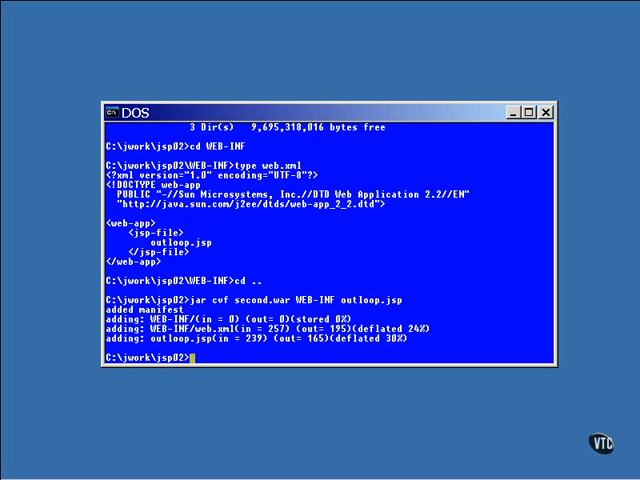 DOS
3 Dir(s)   9,695,318,016 bytes free
C:\jwork\jsp02>cd WEB-INF
C:\jwork\jsp02\WEB-INF>type web.xml
<?xml version="1.0" encoding="UTF-8"?>
<!DOCTYPE web-app
PUBLIC "-//Sun Microsystems, Inc.//DTD Web Application 2.2//EN"
"http://java.sun.com/j2ee/dtds/web-app_2_2.dtd">
<web-app>
<jsp-file>
outloop.jsp
</jsp-file>
</web-app>
C:\jwork\jsp02\WEB-INF>cd ..
C:\jwork\jsp02>jar cvf second.war WEB-INF outloop.jsp
added manifest
adding: WEB-INF/(in = 0) (out= 0)(stored 0%)
adding: WEB-INF/web.xml(in = 257) (out= 195)(deflated 24%)
adding: outloop.jsp(in = 239) (out= 165)(deflated 30%)
C:\jwork\jsp02>
VTC